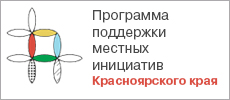 Программа
поддержки
местных
инициатив
Красноярского края